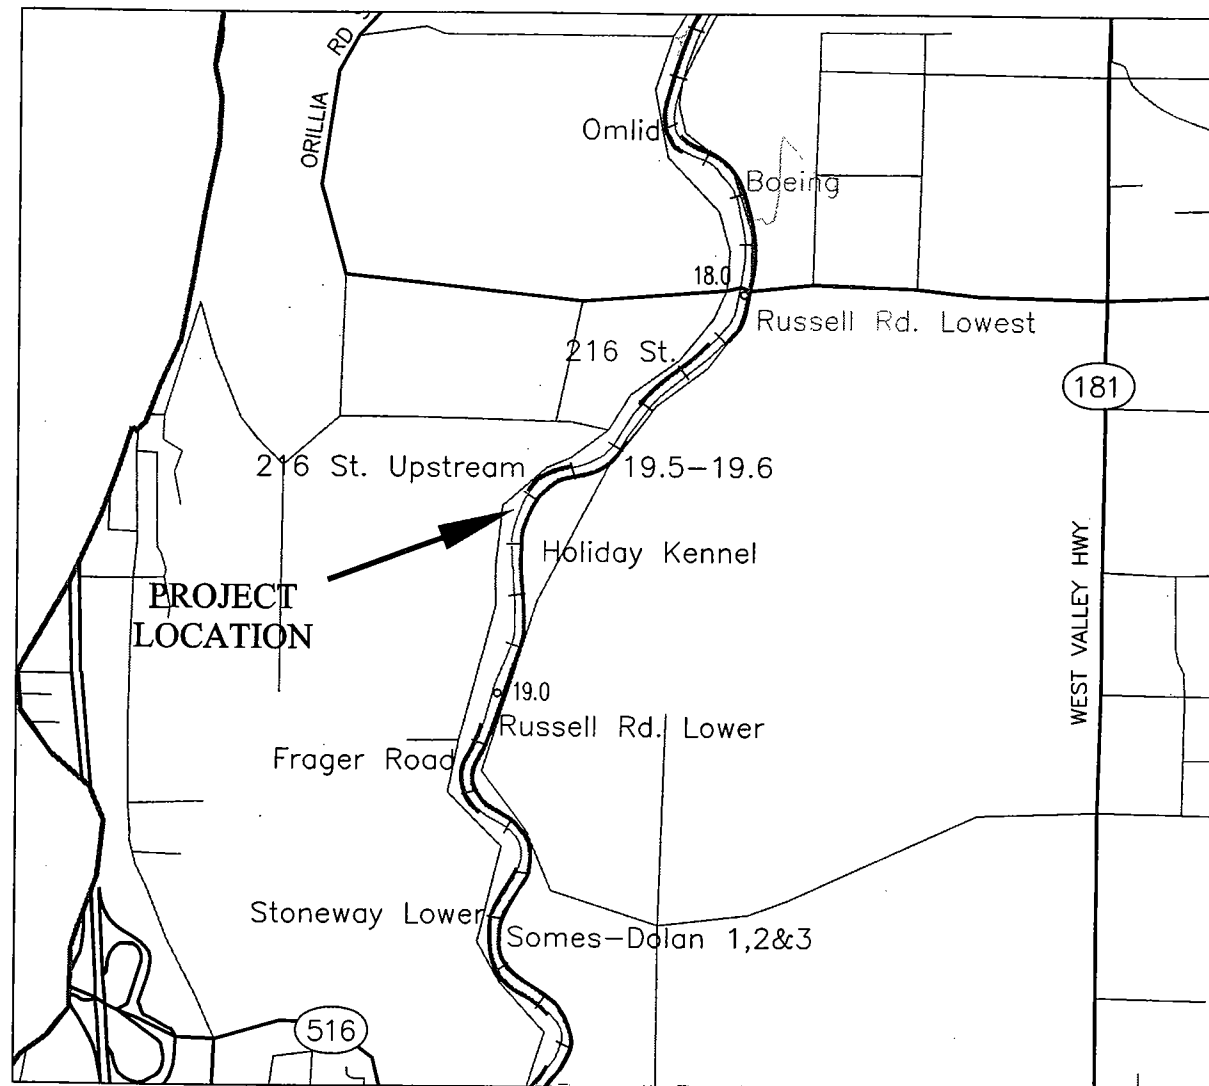 ORILLIA RD
Omlid
Boeing
18.0
Russell Rd. Lowest
216 St.
181
216 St. Upstream
19.5-19.6
Holiday Kennel
PROJECT
LOCATION
WEST VALLEY HWY.
19.0
Russell Rd. Lower
Frager Road
Stoneway Lower
Somes-Dolan 1,2&3
516